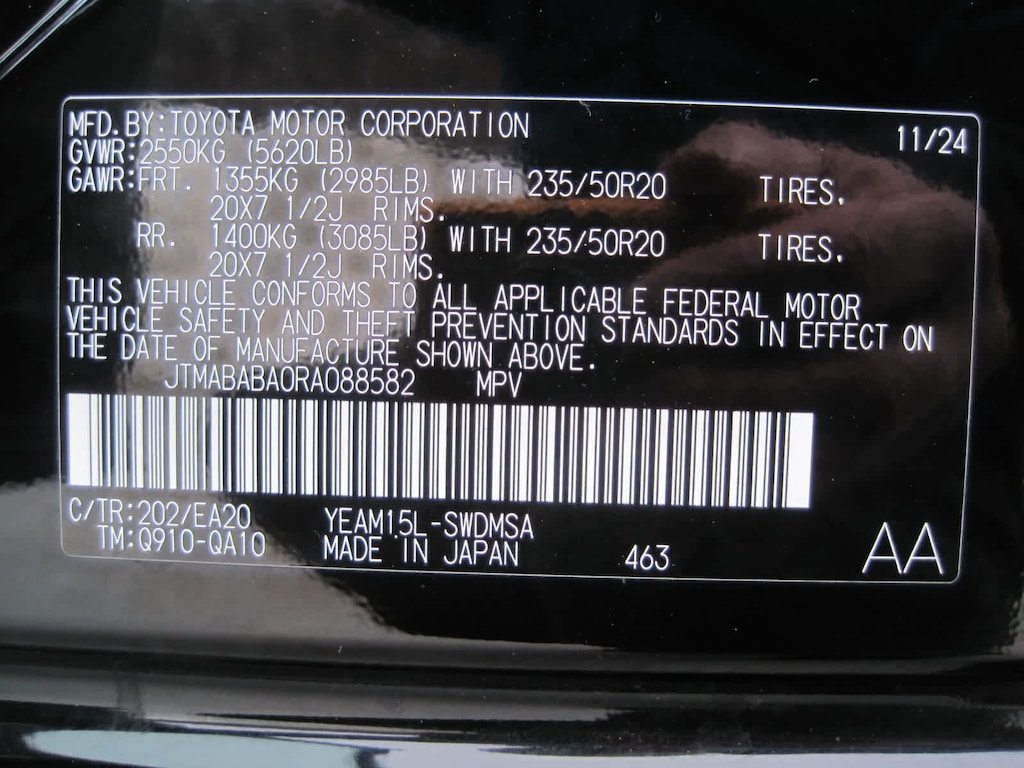 MFD.BY:TOYOTA MOTOR CORPORATION 11/24
GVWR:2550KG (5620LB)
GAWR:FRT. 1355KG (2985LB) WITH 235/50R20 TIRES.
20X7 1/2J RIMS.
RR. 1400KG (3085LB) WITH 235/50R20 TIRES.
20X7 1/2J RIMS.
THIS VEHICLE CONFORMS TO ALL APPLICABLE FEDERAL MOTOR
VEHICLE SAFETY AND THEFT PREVENTION STANDARDS IN EFFECT ON
THE DATE OF MANUFACTURE SHOWN ABOVE.
JTMABABA0RA088582 MPV
C/TR:202/EA20 YEAM15L-SWDMSA
TM:Q910-QA10 MADE IN JAPAN 463 AA